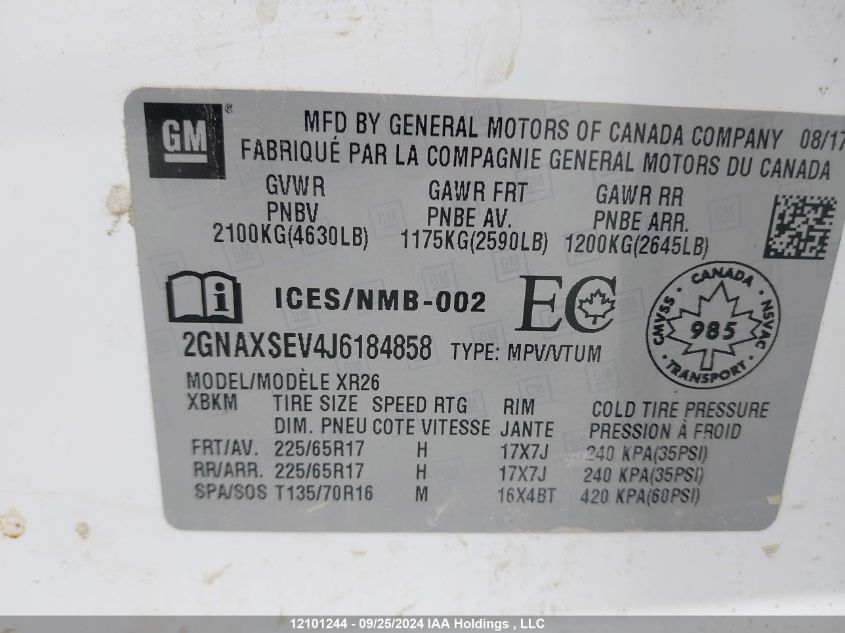 GM ®
MFD BY GENERAL MOTORS OF CANADA COMPANY 08/17
FABRIQUÉ PAR LA COMPAGNIE GENERAL MOTORS DU CANADA
GVWR GAWR FRT GAWR RR
PNBV PNBE AV. PNBE ARR.
2100KG(4630LB) 1175KG(2590LB) 1200KG(2645LB)
i ICES/NMB-002 EC
CANADA
CMVSS 985 NSVAC
TRANSPORT
2GNAXSEV4J6184858 TYPE: MPV/VTUM
MODEL/MODÈLE XR26
XBKM TIRE SIZE SPEED RTG RIM COLD TIRE PRESSURE
DIM. PNEU COTE VITESSE JANTE PRESSION À FROID
FRT/AV. 225/65R17 H 17X7J 240 KPA(35PSI)
RR/ARR. 225/65R17 H 17X7J 240 KPA(35PSI)
SPA/SOS T135/70R16 M 16X4BT 420 KPA(60PSI)
12101244 - 09/25/2024 IAA Holdings , LLC